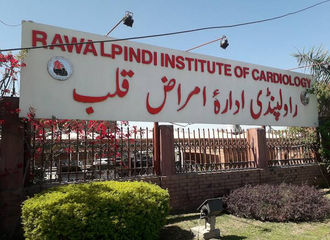 RAWALPINDI INSTITUTE OF CARDIOLOGY
راولپنڈی ادارۂ امراض قلب